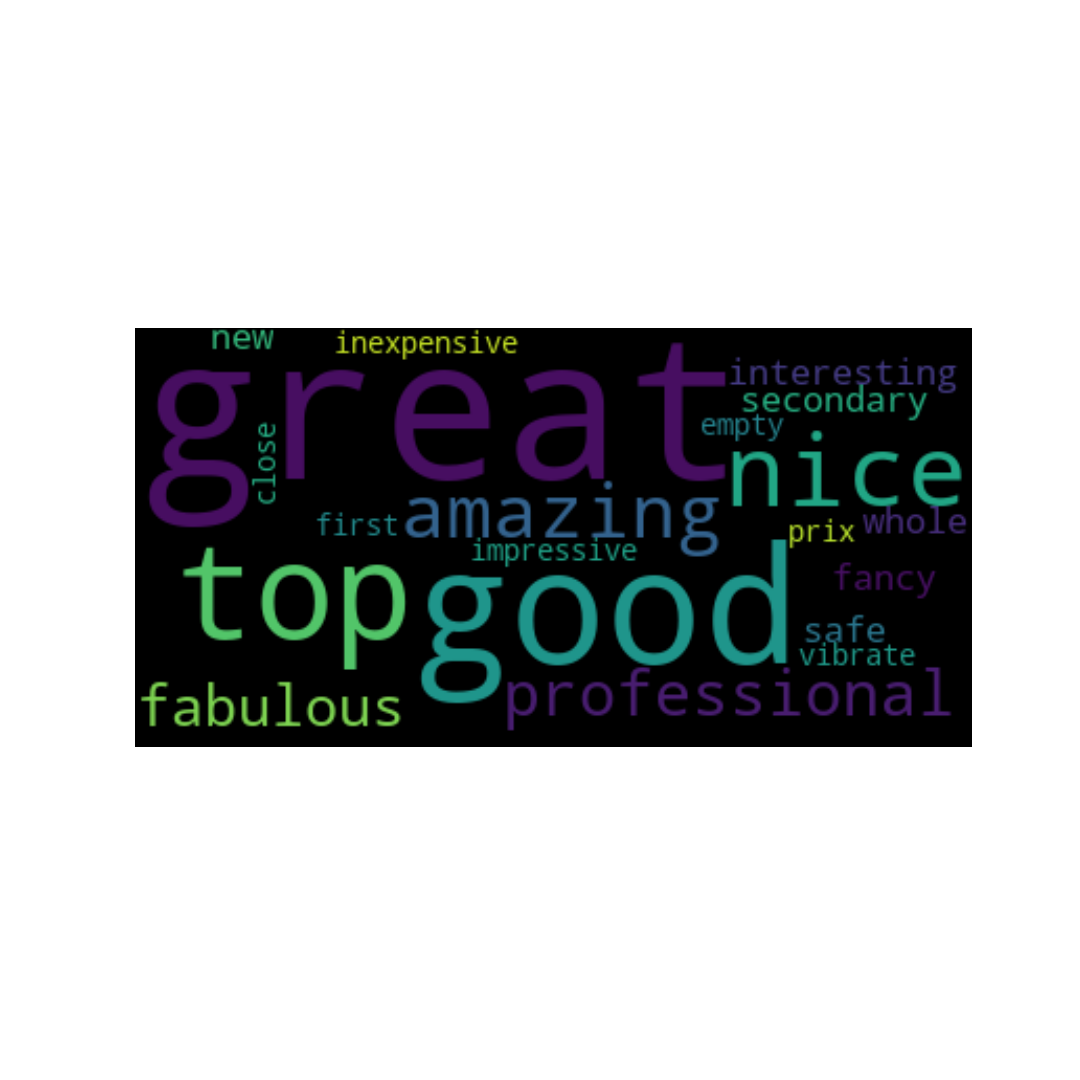 new
inexpensive
great
interesting
secondary
close
empty
nice
amazing
first
prix
whole
impressive
top
good
fancy
safe
vibrate
fabulous
professional